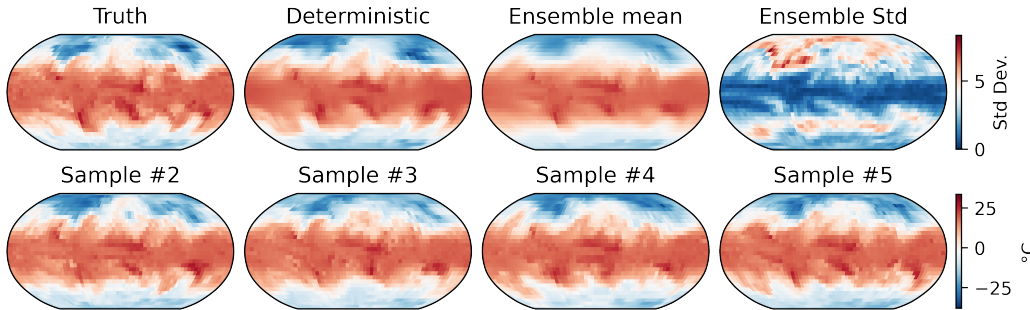 Truth
Deterministic
Ensemble mean
Ensemble Std
5
0
Std Dev.
Sample #2
Sample #3
Sample #4
Sample #5
25
0
−25
°C